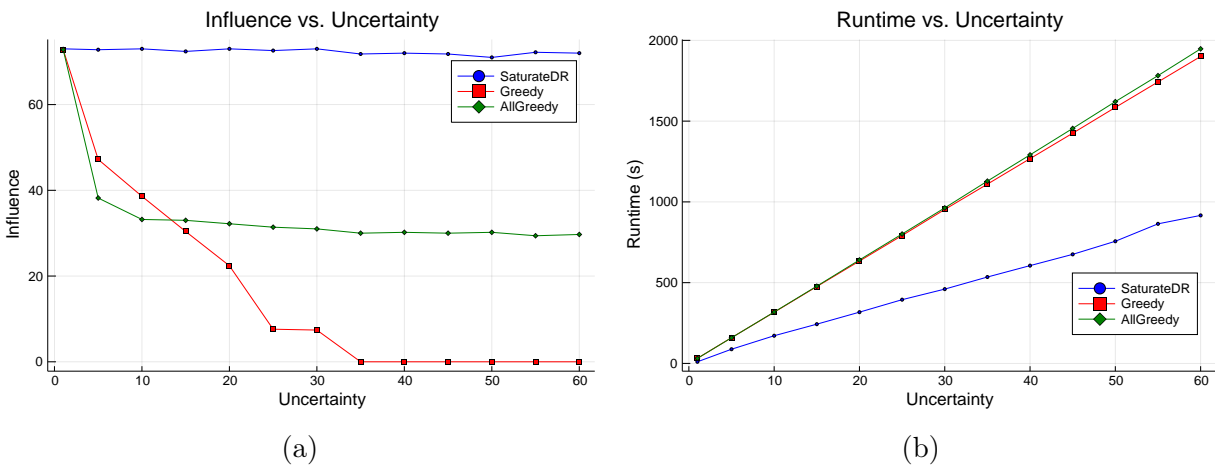 Influence vs. Uncertainty
Influence
60
40
20
0
0 10 20 30 40 50 60
Uncertainty
SaturateDR
Greedy
AllGreedy
(a)
Runtime vs. Uncertainty
Runtime (s)
2000
1500
1000
500
0
0 10 20 30 40 50 60
Uncertainty
SaturateDR
Greedy
AllGreedy
(b)